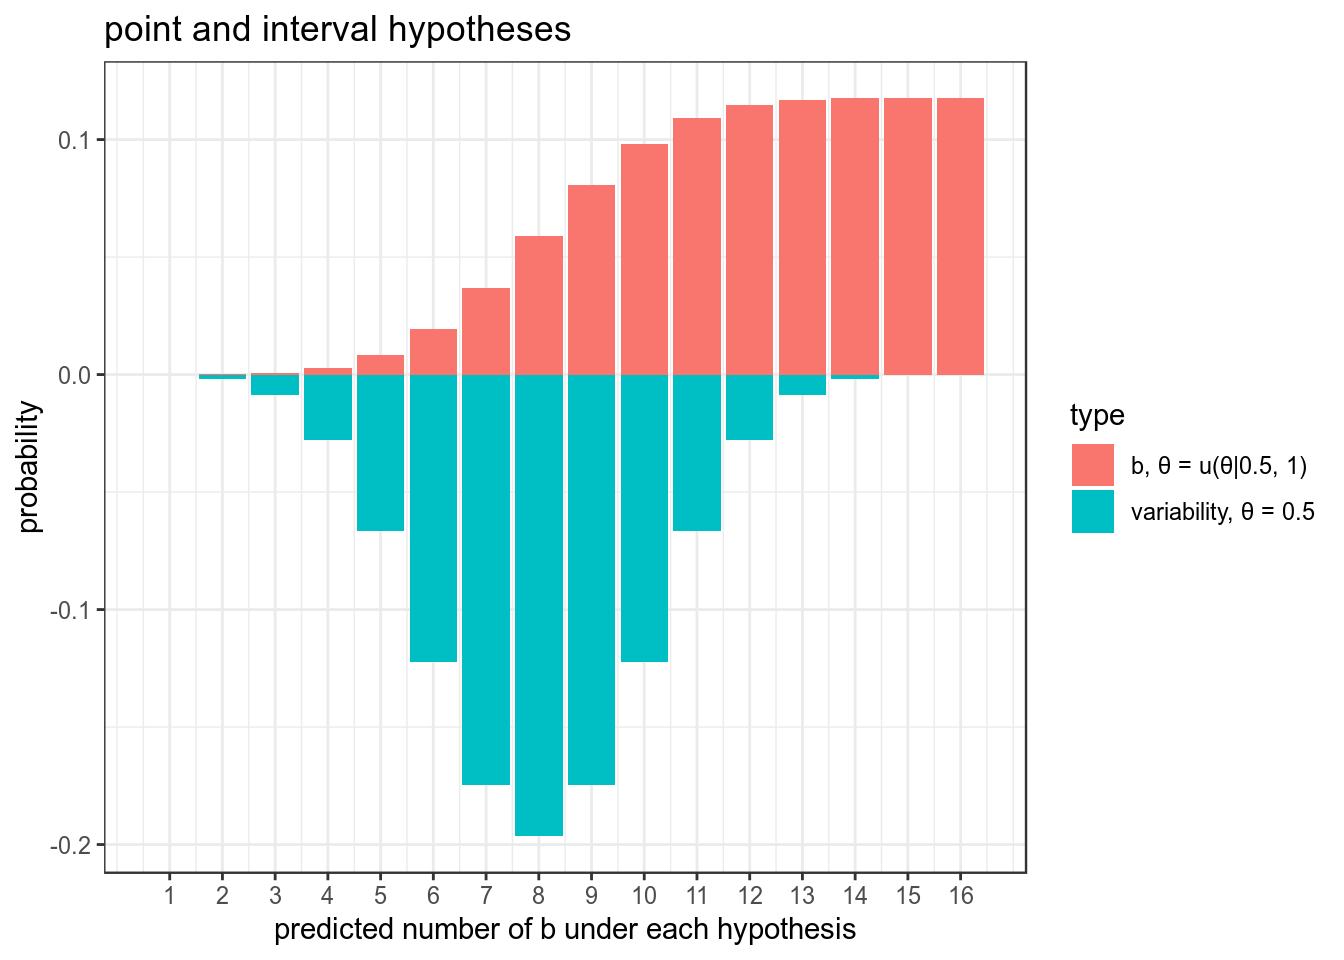 point and interval hypotheses
0.1
0.0
-0.1
-0.2
probability
1 2 3 4 5 6 7 8 9 10 11 12 13 14 15 16
predicted number of b under each hypothesis
type
b, θ = u(θ|0.5, 1)
variability, θ = 0.5